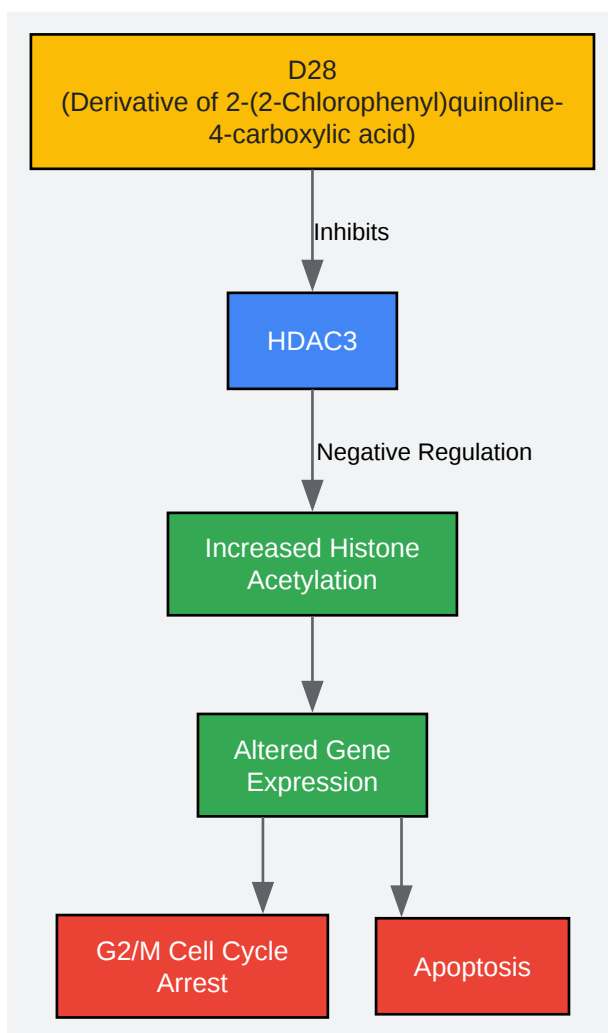 D28
(Derivative of 2-(2-Chlorophenyl)quinoline-
4-carboxylic acid)
Inhibits
HDAC3
Negative Regulation
Increased Histone
Acetylation
Altered Gene
Expression
G2/M Cell Cycle
Arrest
Apoptosis